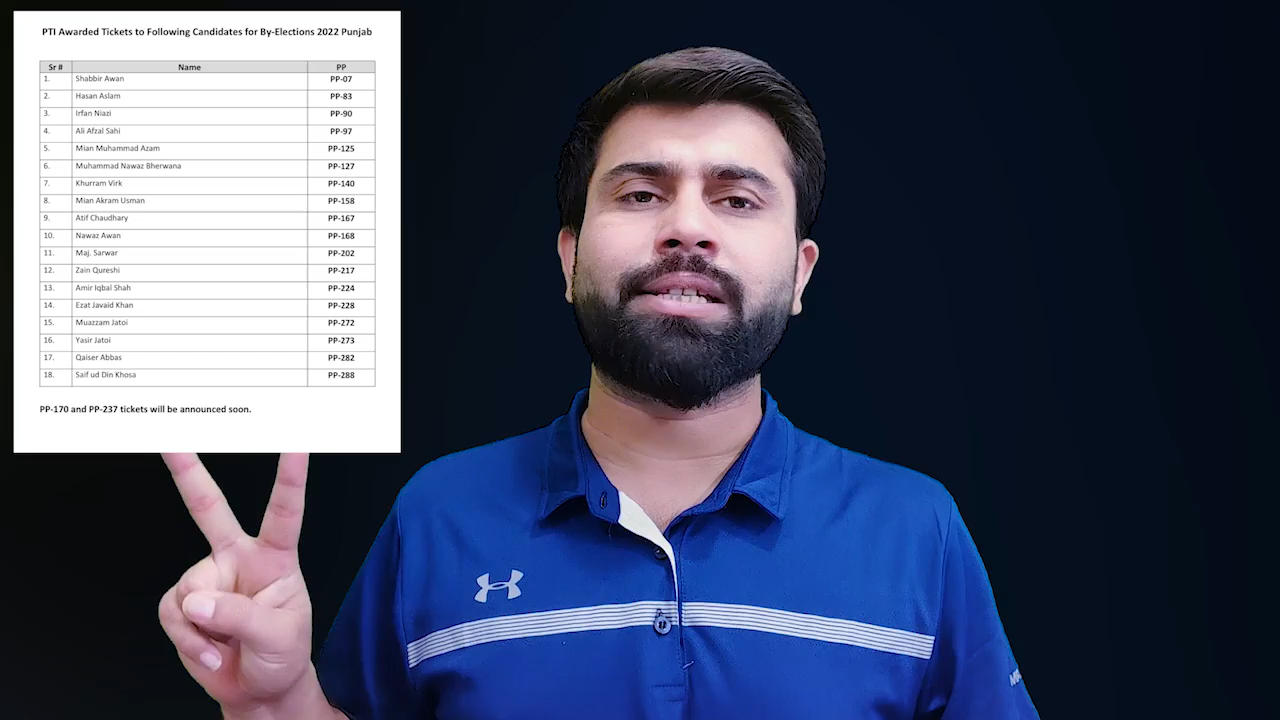 PTI Awarded Tickets to Following Candidates for By-Elections 2022 Punjab
Sr # Name PP
1. Shabbir Awan PP-07
2. Hasan Aslam PP-83
3. Irfan Niazi PP-90
4. Ali Afzal Sahi PP-97
5. Mian Muhammad Azam PP-125
6. Muhammad Nawaz Bherwana PP-127
7. Khurram Virk PP-140
8. Mian Akram Usman PP-158
9. Atif Chaudhary PP-167
10. Nawaz Awan PP-168
11. Maj. Sarwar PP-202
12. Zain Qureshi PP-217
13. Amir Iqbal Shah PP-224
14. Ezat Javaid Khan PP-228
15. Muazzam Jatoi PP-272
16. Yasir Jatoi PP-273
17. Qaiser Abbas PP-282
18. Saif ud Din Khosa PP-288
PP-170 and PP-237 tickets will be announced soon.